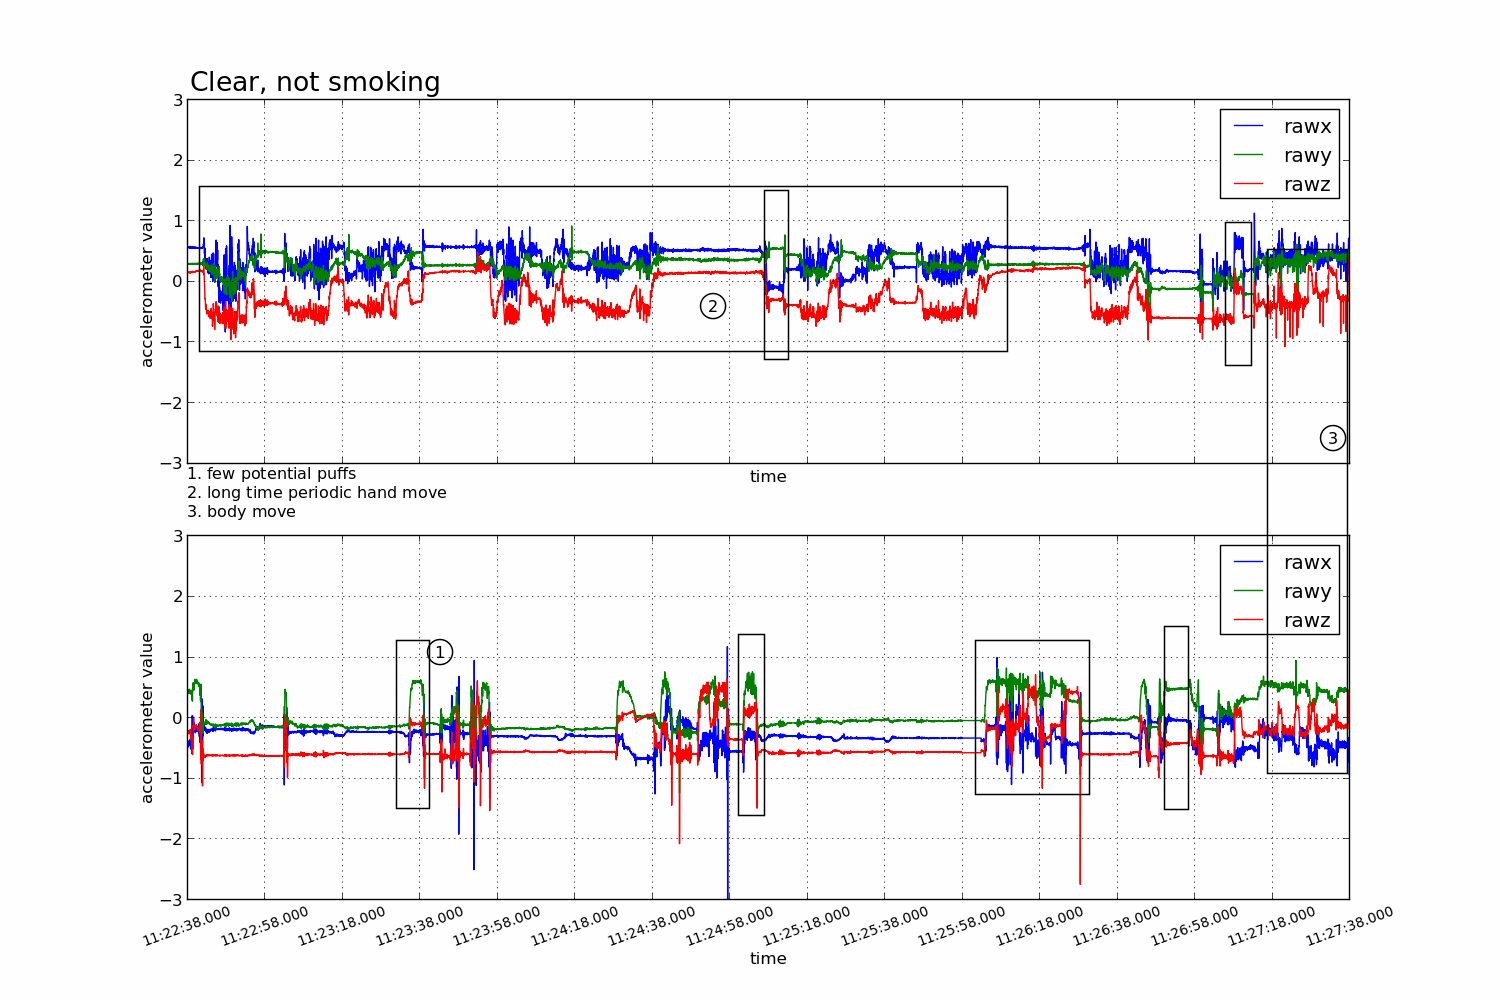 Clear, not smoking
3
2
1
0
−1
−2
−3
accelerometer value
rawx
rawy
rawz
2
3
time
1. few potential puffs
2. long time periodic hand move
3. body move
3
2
1
0
−1
−2
−3
accelerometer value
rawx
rawy
rawz
1
11:22:38.000
11:22:58.000
11:23:18.000
11:23:38.000
11:23:58.000
11:24:18.000
11:24:38.000
11:24:58.000
11:25:18.000
11:25:38.000
11:25:58.000
11:26:18.000
11:26:38.000
11:26:58.000
11:27:18.000
11:27:38.000
time